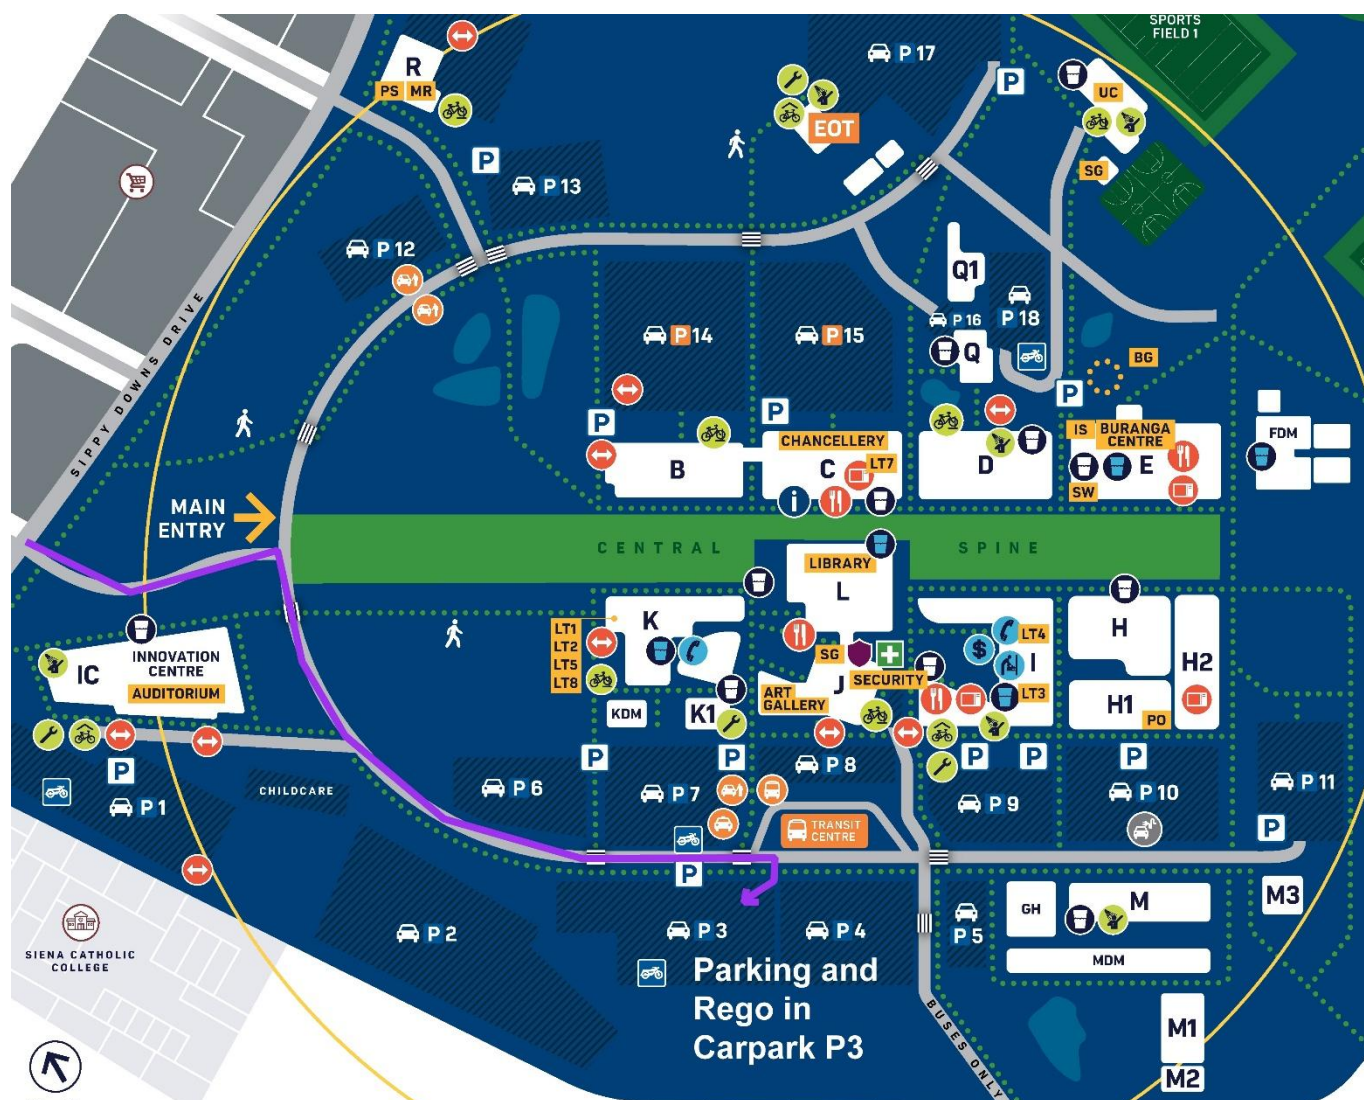 SPORTS
FIELD 1
R
PS
MR
P 17
P
UC
EOT
SG
P
P 13
P 12
Q1
P 16
P 18
P 14
P 15
Q
SIPPY DOWNS DRIVE
BG
P
P
P
IS
BURANGA
CENTRE
FDM
CHANCELLERY
LT7
B
C
D
E
SW
i
MAIN
ENTRY
CENTRAL
SPINE
LIBRARY
L
K
LT1
LT2
LT5
LT8
LT4
$
I
H
H2
SG
SECURITY
J
LT3
INNOVATION
CENTRE
IC
AUDITORIUM
ART
GALLERY
KDM
K1
H1
PO
P
P
P
P
P
P
P 8
P 6
P 7
P 9
P 10
P 11
P 1
CHILDCARE
TRANSIT
CENTRE
P
P
M
M3
GH
P 2
P 3
P 4
P 5
SIENA CATHOLIC
COLLEGE
MDM
Parking and
Rego in
Carpark P3
BUSES ONLY
M1
M2